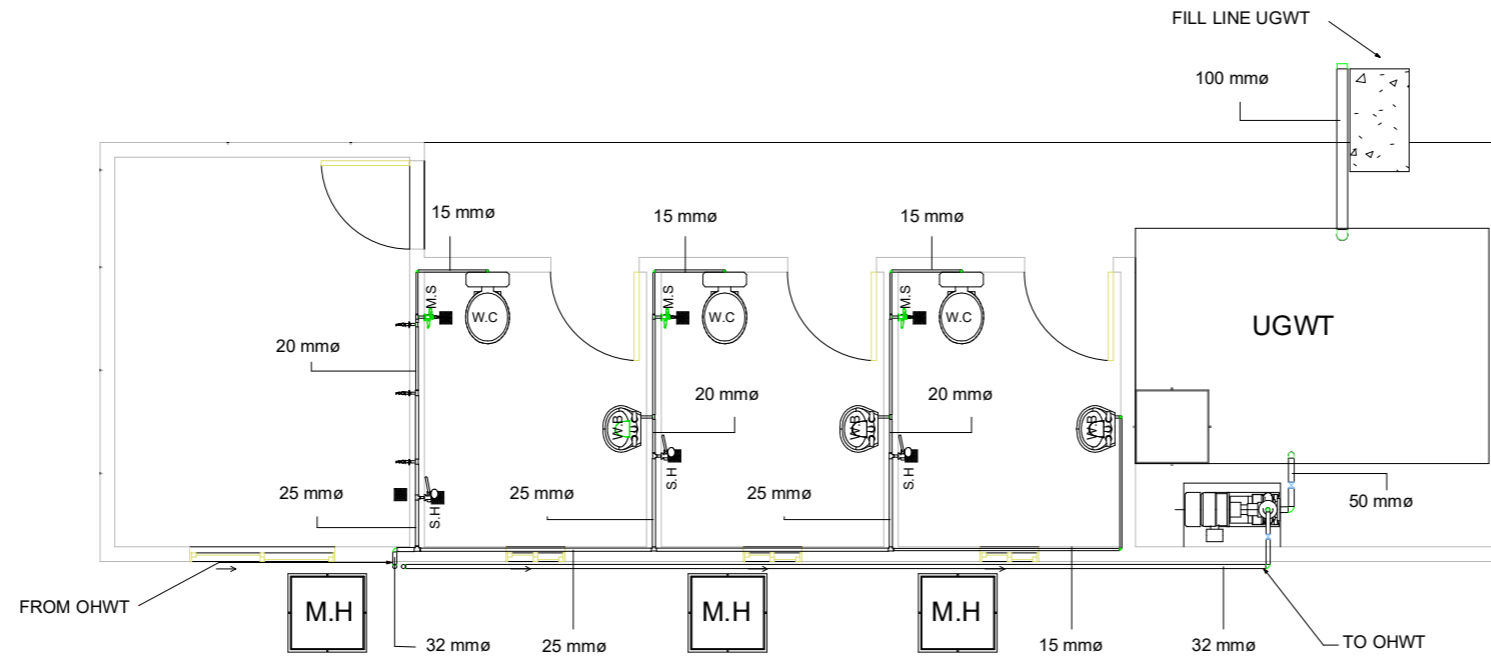 FILL LINE UGWT
100 mmø
15 mmø
15 mmø
15 mmø
M.S
M.S
M.S
W.C
W.C
W.C
UGWT
20 mmø
20 mmø
20 mmø
W.B
W.B
W.B
S.H
S.H
S.H
25 mmø
25 mmø
25 mmø
50 mmø
FROM OHWT
M.H
M.H
M.H
32 mmø
25 mmø
15 mmø
32 mmø
TO OHWT